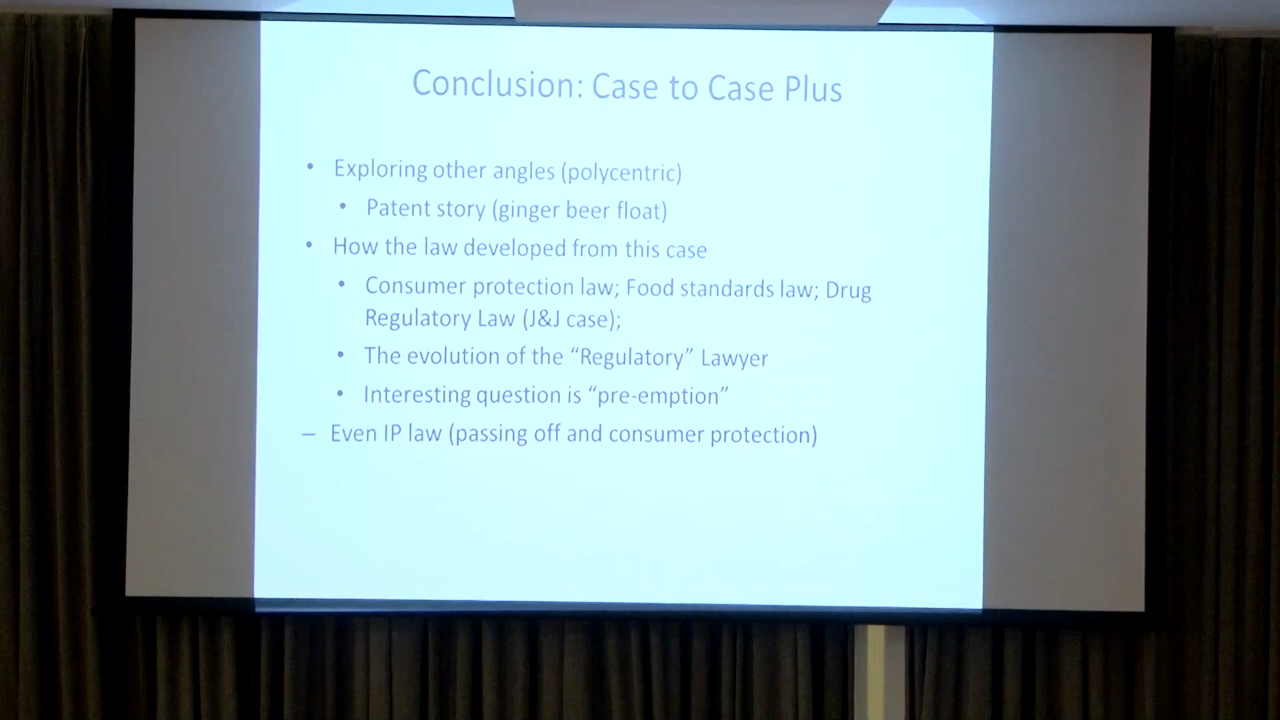 Conclusion: Case to Case Plus
• Exploring other angles (polycentric)
• Patent story (ginger beer float)
• How the law developed from this case
• Consumer protection law; Food standards law; Drug
Regulatory Law (J&J case);
• The evolution of the “Regulatory” Lawyer
• Interesting question is “pre-emption”
– Even IP law (passing off and consumer protection)